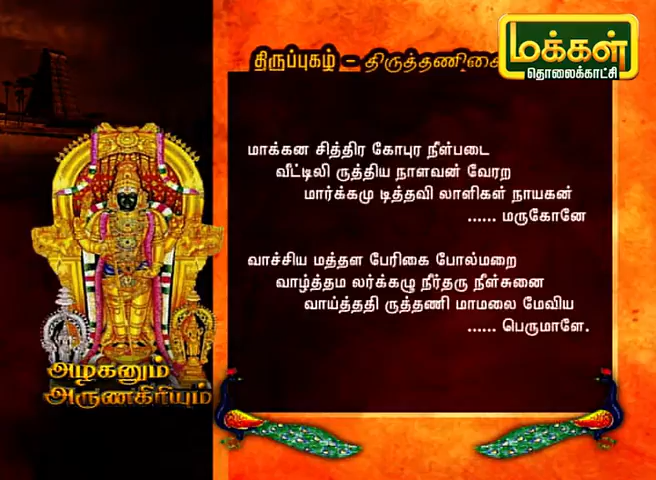 திருப்புகழ் - திருத்தணிகை
மக்கள்
தொலைக்காட்சி
மாக்கன சித்திர கோபுர நீள்படை
வீட்டிலி ருத்திய நாளவன் வேரற
மார்க்கமு டித்தவி லாளிகள் நாயகன்
...... மருகோனே
வாச்சிய மத்தள பேரிகை போல்மறை
வாழ்த்தம லர்க்கழு நீர்தரு நீள்சுனை
வாய்த்ததி ருத்தணி மாமலை மேவிய
...... பெருமாளே.
அழகனும்
அருணகிரியும்